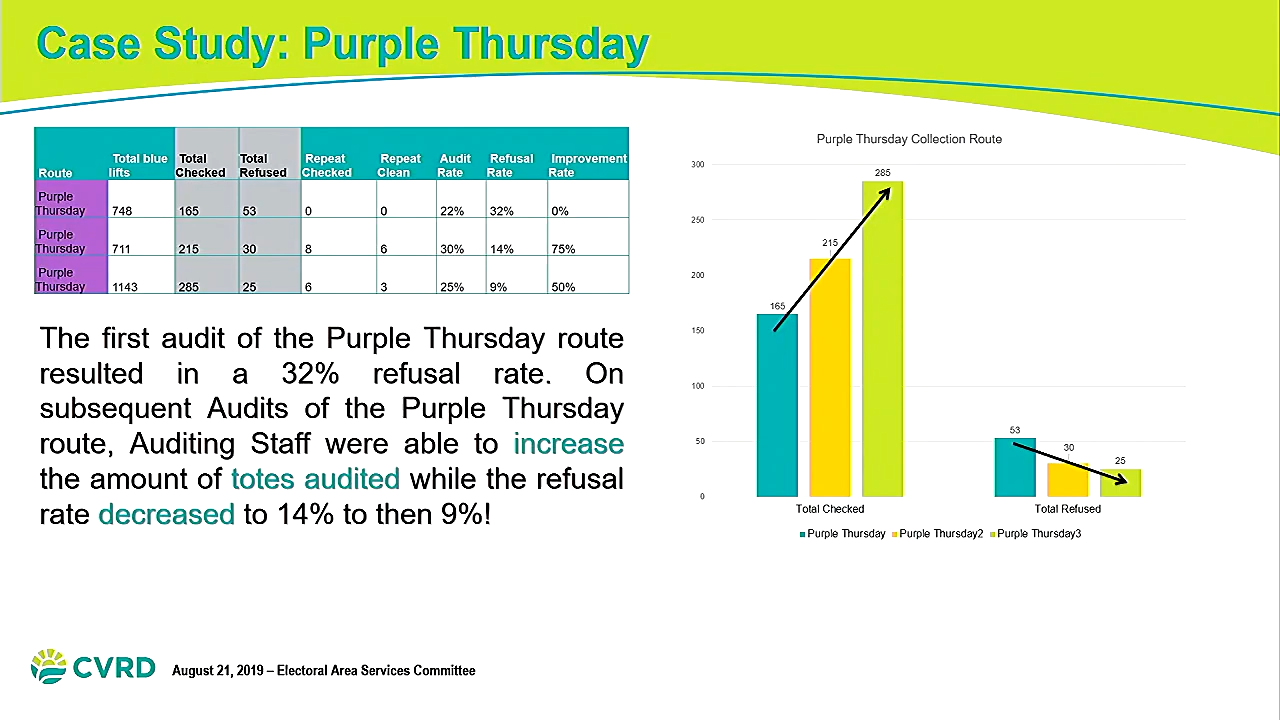 Case Study: Purple Thursday
Route Total blue lifts Total Checked Total Refused Repeat Checked Repeat Clean Audit Rate Refusal Rate Improvement Rate
Purple Thursday 748 165 53 0 0 22% 32% 0%
Purple Thursday 711 215 30 8 6 30% 14% 75%
Purple Thursday 1143 285 25 6 3 25% 9% 50%
The first audit of the Purple Thursday route
resulted in a 32% refusal rate. On
subsequent Audits of the Purple Thursday
route, Auditing Staff were able to increase
the amount of totes audited while the refusal
rate decreased to 14% to then 9%!
Purple Thursday Collection Route
300
250
200
150
100
50
0
165
215
285
53
30
25
Total Checked
Total Refused
Purple Thursday Purple Thursday2 Purple Thursday3
CVRD
August 21, 2019 – Electoral Area Services Committee